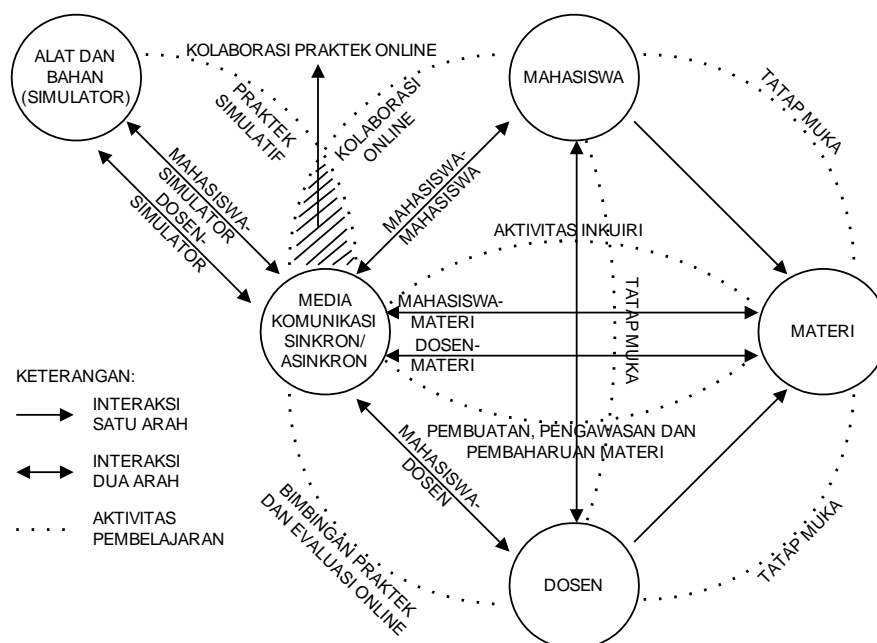 KOLABORASI PRAKTEK ONLINE
ALAT DAN
BAHAN
(SIMULATOR)
MAHASISWA
PRAKTEK
SIMULATIF
KOLABORASI
ONLINE
TATAP MUKA
MAHASISWA-
SIMULATOR
DOSEN-
SIMULATOR
MAHASISWA-
MAHASISWA
AKTIVITAS INKUIRI
MEDIA
KOMUNIKASI
SINKRON/
ASINKRON
MAHASISWA-
MATERI
DOSEN-
MATERI
TATAP MUKA
MATERI
KETERANGAN:
INTERAKSI
SATU ARAH
INTERAKSI
DUA ARAH
AKTIVITAS
PEMBELAJARAN
PEMBUATAN, PENGAWASAN DAN
PEMBAHARUAN MATERI
MAHASISWA-
DOSEN
BIMBINGAN PRAKTEK
DAN EVALUASI ONLINE
DOSEN
TATAP MUKA